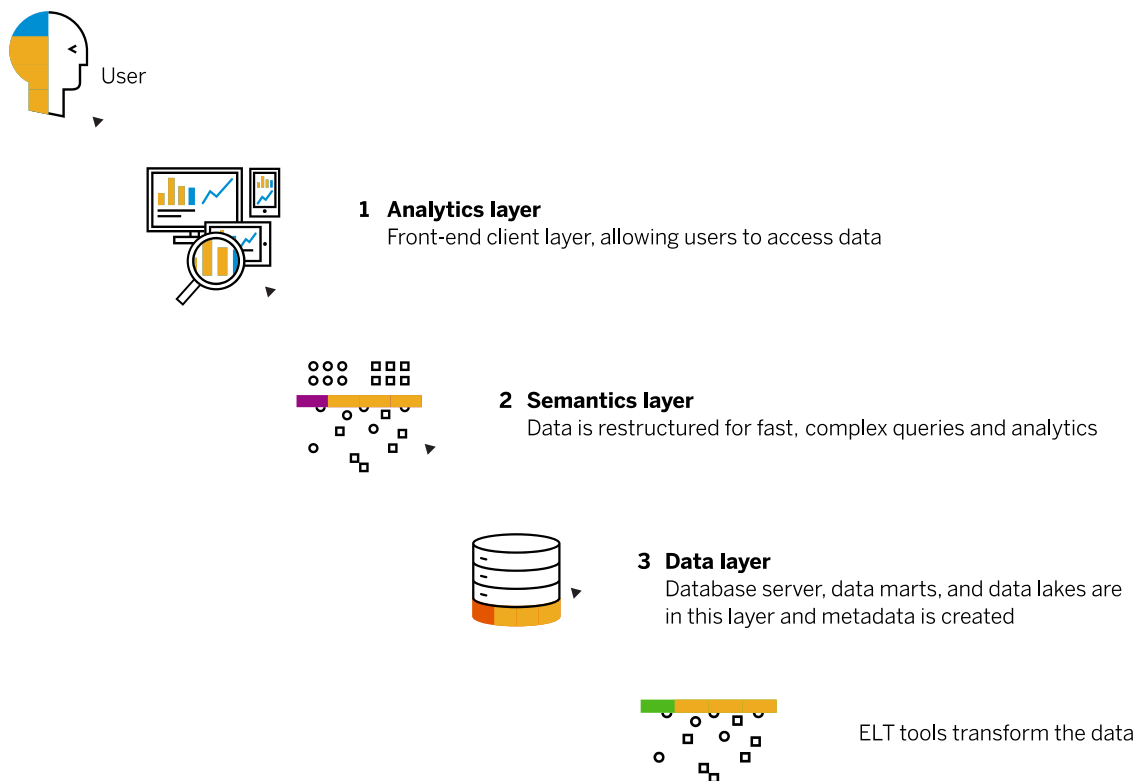 User
1 Analytics layer
Front-end client layer, allowing users to access data
2 Semantics layer
Data is restructured for fast, complex queries and analytics
3 Data layer
Database server, data marts, and data lakes are
in this layer and metadata is created
ELT tools transform the data